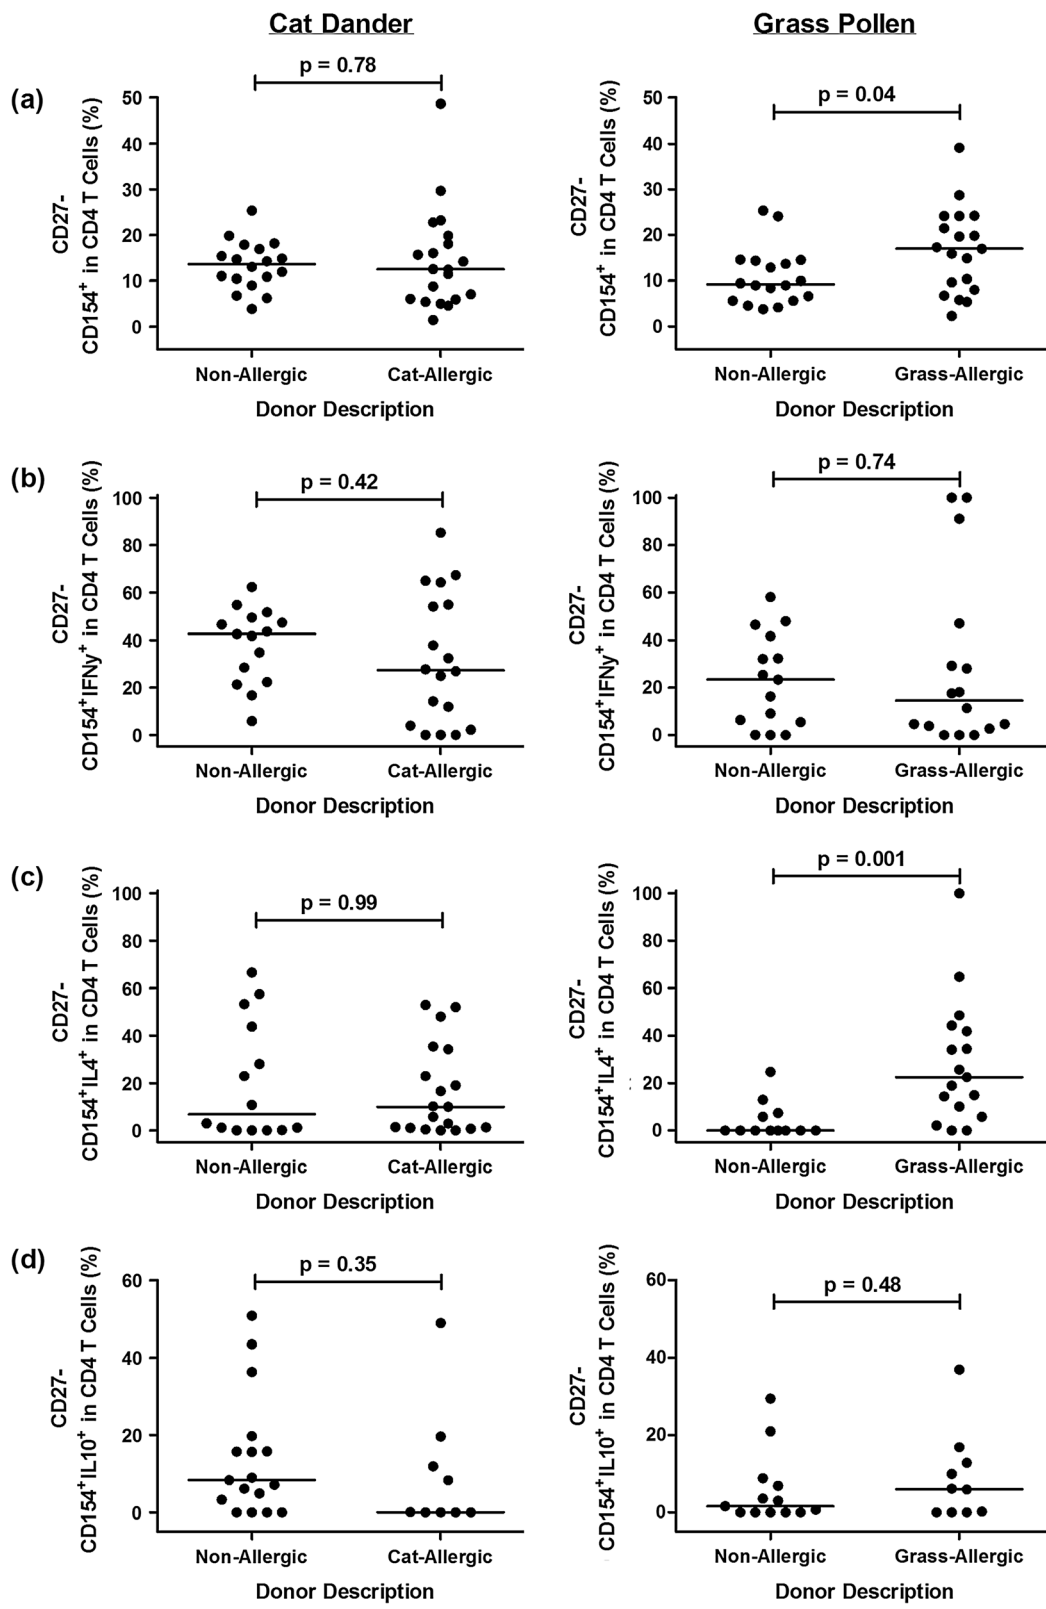 Cat Dander
Grass Pollen
(a)
CD27-
CD154⁺ in CD4 T Cells (%)
p = 0.78
50
40
30
20
10
0
Non-Allergic
Cat-Allergic
Donor Description
CD27-
CD154⁺ in CD4 T Cells (%)
p = 0.04
50
40
30
20
10
0
Non-Allergic
Grass-Allergic
Donor Description
(b)
CD27-
CD154⁺IFNy⁺ in CD4 T Cells (%)
p = 0.42
100
80
60
40
20
0
Non-Allergic
Cat-Allergic
Donor Description
CD27-
CD154⁺IFNy⁺ in CD4 T Cells (%)
p = 0.74
100
80
60
40
20
0
Non-Allergic
Grass-Allergic
Donor Description
(c)
CD27-
CD154⁺IL4⁺ in CD4 T Cells (%)
p = 0.99
100
80
60
40
20
0
Non-Allergic
Cat-Allergic
Donor Description
CD27-
CD154⁺IL4⁺ in CD4 T Cells (%)
p = 0.001
100
80
60
40
20
0
Non-Allergic
Grass-Allergic
Donor Description
(d)
CD27-
CD154⁺IL10⁺ in CD4 T Cells (%)
p = 0.35
60
40
20
0
Non-Allergic
Cat-Allergic
Donor Description
CD27-
CD154⁺IL10⁺ in CD4 T Cells (%)
p = 0.48
60
40
20
0
Non-Allergic
Grass-Allergic
Donor Description